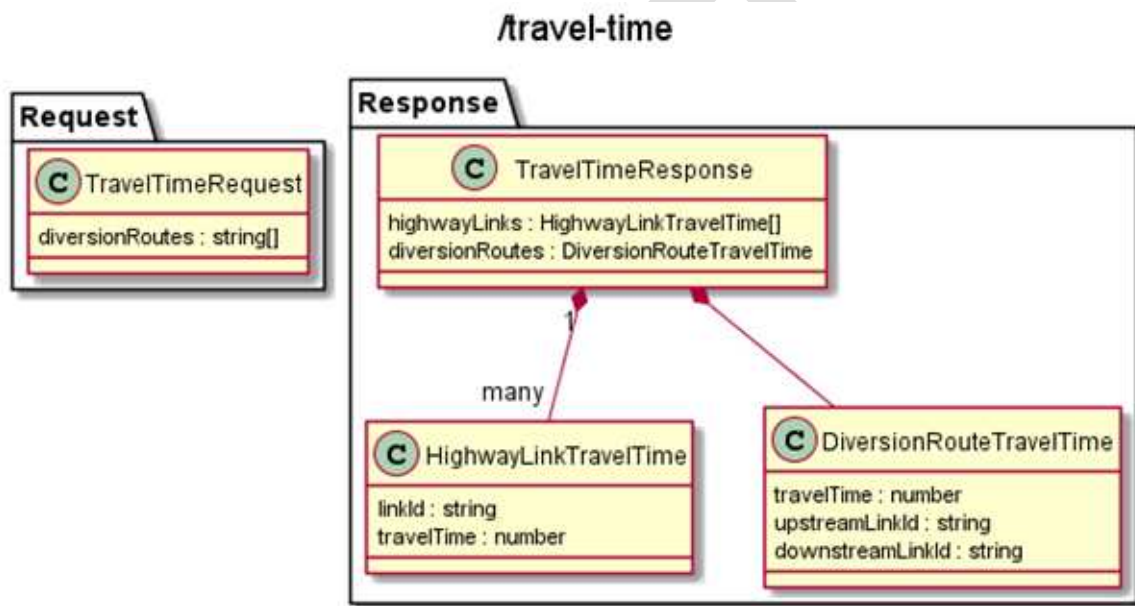 /travel-time
Request
C TravelTimeRequest
diversionRoutes : string[]
Response
C TravelTimeResponse
highwayLinks : HighwayLinkTravelTime[]
diversionRoutes : DiversionRouteTravelTime
1
many
C HighwayLinkTravelTime
linkId : string
travelTime : number
C DiversionRouteTravelTime
travelTime : number
upstreamLinkId : string
downstreamLinkId : string